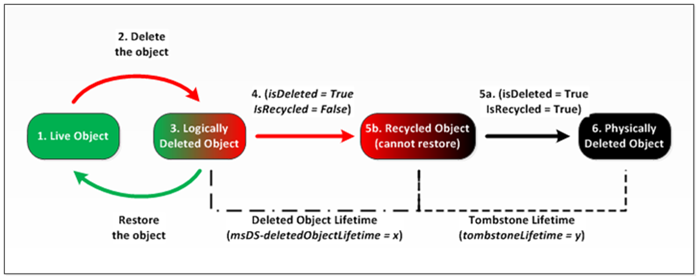 2. Delete
the object
4. (isDeleted = True
IsRecycled = False)
5a. (isDeleted = True
IsRecycled = True)
1. Live Object
3. Logically
Deleted Object
5b. Recycled Object
(cannot restore)
6. Physically
Deleted Object
Restore
the object
Deleted Object Lifetime
(msDS-deletedObjectLifetime = x)
Tombstone Lifetime
(tombstoneLifetime = y)